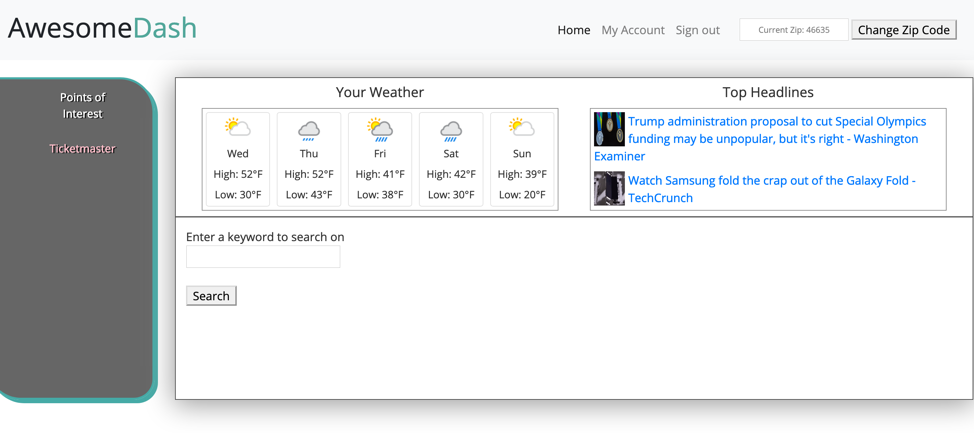 AwesomeDash
Home My Account Sign out Current Zip: 46635 Change Zip Code
Points of
Interest
Ticketmaster
Your Weather
Wed Thu Fri Sat Sun
High: 52°F High: 52°F High: 41°F High: 42°F High: 39°F
Low: 30°F Low: 43°F Low: 38°F Low: 30°F Low: 20°F
Top Headlines
Trump administration proposal to cut Special Olympics
funding may be unpopular, but it's right - Washington
Examiner
Watch Samsung fold the crap out of the Galaxy Fold -
TechCrunch
Enter a keyword to search on
Search